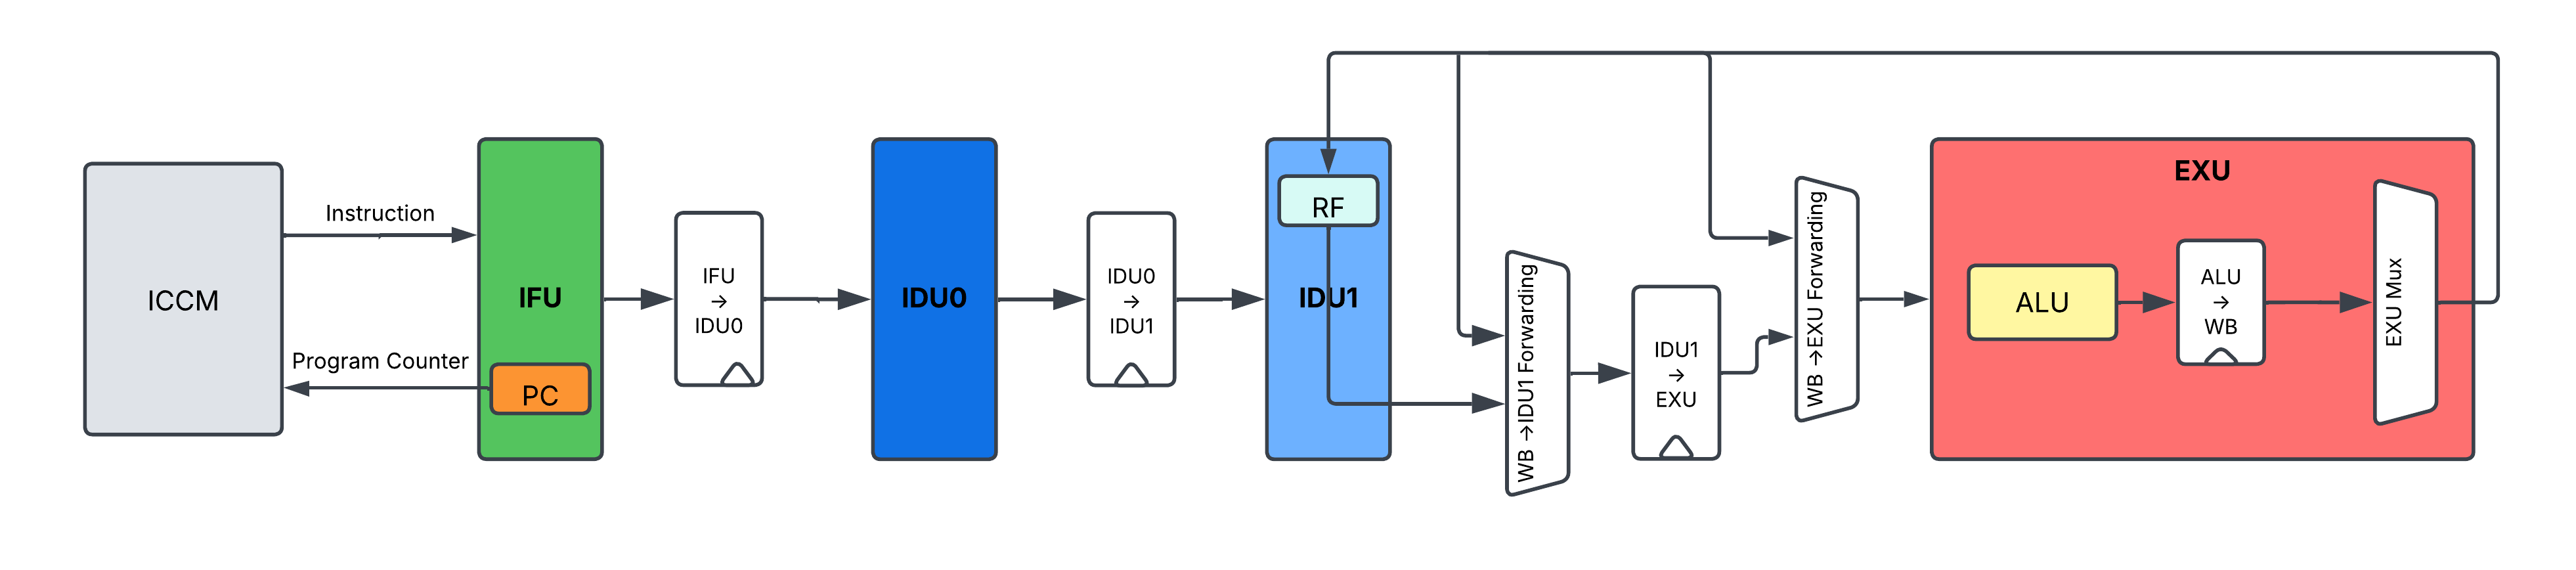 ICCM
Instruction
Program Counter
IFU
PC
IFU
→
IDU0
IDU0
IDU0
→
IDU1
IDU1
RF
WB →IDU1 Forwarding
IDU1
→
EXU
WB →EXU Forwarding
EXU
ALU
ALU
→
WB
EXU Mux